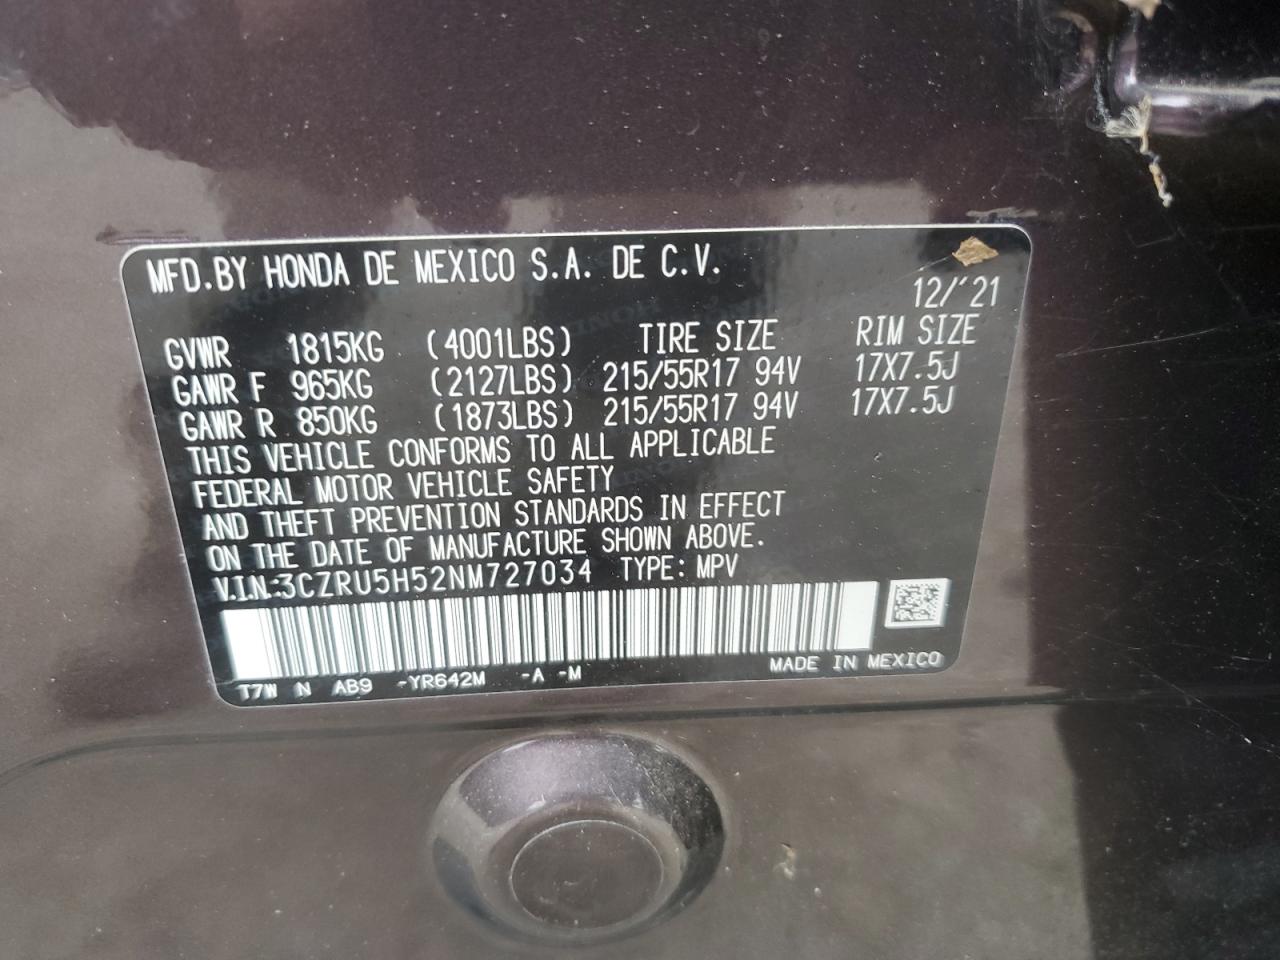 MFD.BY HONDA DE MEXICO S.A. DE C.V.
12/'21
GVWR 1815KG (4001LBS) TIRE SIZE RIM SIZE
GAWR F 965KG (2127LBS) 215/55R17 94V 17X7.5J
GAWR R 850KG (1873LBS) 215/55R17 94V 17X7.5J
THIS VEHICLE CONFORMS TO ALL APPLICABLE
FEDERAL MOTOR VEHICLE SAFETY
AND THEFT PREVENTION STANDARDS IN EFFECT
ON THE DATE OF MANUFACTURE SHOWN ABOVE.
V.I.N.:3CZRU5H52NM727034 TYPE: MPV
T7W N AB9 -YR642M -A -M MADE IN MEXICO